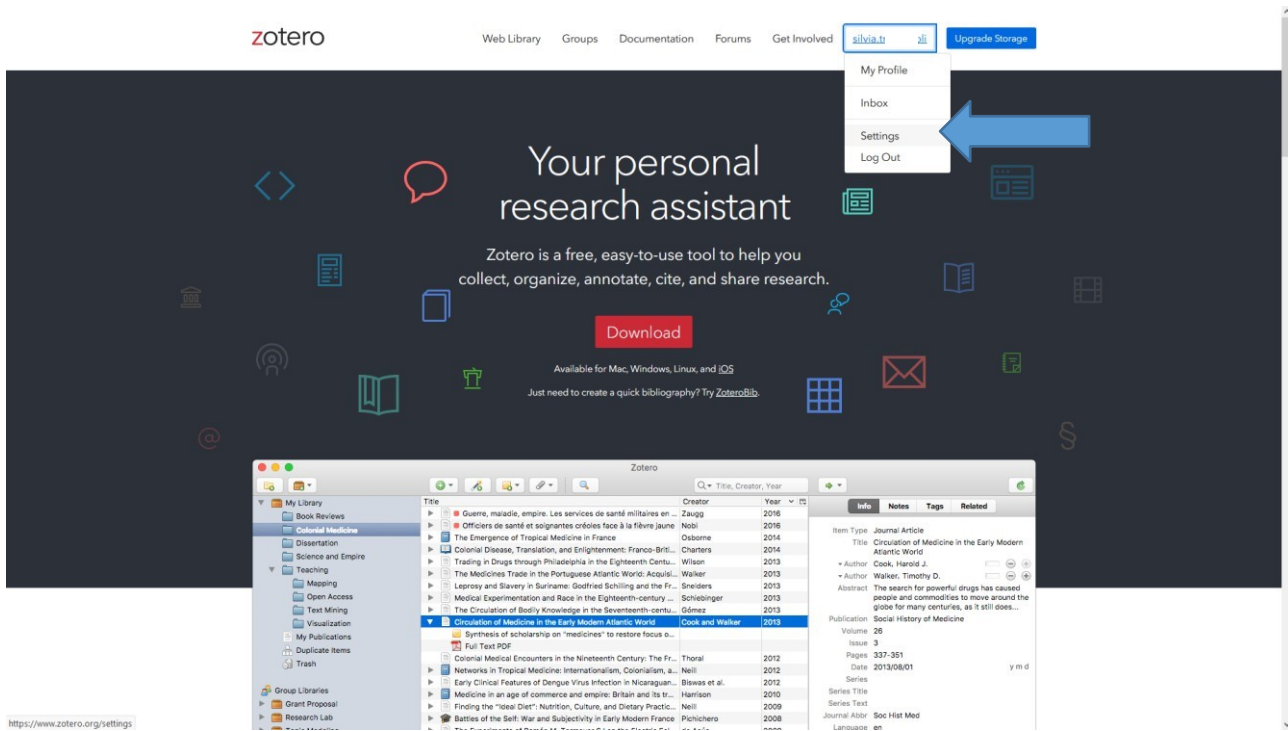 zotero
Web Library Groups Documentation Forums Get Involved silvia.t Upgrade Storage
My Profile
Inbox
Settings
Log Out
Your personal
research assistant
Zotero is a free, easy-to-use tool to help you
collect, organize, annotate, cite, and share research.
Download
Available for Mac, Windows, Linux, and iOS
Just need to create a quick bibliography? Try ZoteroBib.
Zotero
Title, Creator, Year
My Library
Book Reviews
Colonial Medicine
Dissertation
Science and Empire
Teaching
Mapping
Open Access
Text Mining
Visualization
My Publications
Duplicate Items
Trash
Group Libraries
Grant Proposal
Research Lab
Topic Modeling
Title Creator Year
Guerre, maladie, empire. Les services de santé militaires en ... Zaugg 2016
Officiers de santé et soignantes créoles face à la fièvre jaune Nobi 2016
The Emergence of Tropical Medicine in France Osborne 2014
Colonial Disease, Translation, and Enlightenment: Franco-Briti... Charters 2014
Trading in Drugs through Philadelphia in the Eighteenth Centu... Wilson 2013
The Medicines Trade in the Portuguese Atlantic World: Acquisi... Walker 2013
Leprosy and Slavery in Suriname: Godfried Schilling and the Fr... Sneiders 2013
Medical Experimentation and Race in the Eighteenth-century ... Schiebinger 2013
The Circulation of Bodily Knowledge in the Seventeenth-centu... Gómez 2013
Circulation of Medicine in the Early Modern Atlantic World Cook and Walker 2013
Synthesis of scholarship on "medicines" to restore focus o...
Full Text PDF
Colonial Medical Encounters in the Nineteenth Century: The Fr... Thoral 2012
Networks in Tropical Medicine: Internationalism, Colonialism, a... Neill 2012
Early Clinical Features of Dengue Virus Infection in Nicaraguan... Biswas et al. 2012
Medicine in an age of commerce and empire: Britain and its tr... Harrison 2010
Finding the "Ideal Diet": Nutrition, Culture, and Dietary Practic... Neill 2009
Battles of the Self: War and Subjectivity in Early Modern France Pichichero 2008
Info Notes Tags Related
Item Type Journal Article
Title Circulation of Medicine in the Early Modern
Atlantic World
Author Cook, Harold J.
Author Walker, Timothy D.
Abstract The search for powerful drugs has caused
people and commodities to move around the
globe for many centuries, as it still does...
Publication Social History of Medicine
Volume 26
Issue 3
Pages 337-351
Date 2013/08/01 y m d
Series
Series Title
Series Text
Journal Abbr Soc Hist Med
Language en
https://www.zotero.org/settings